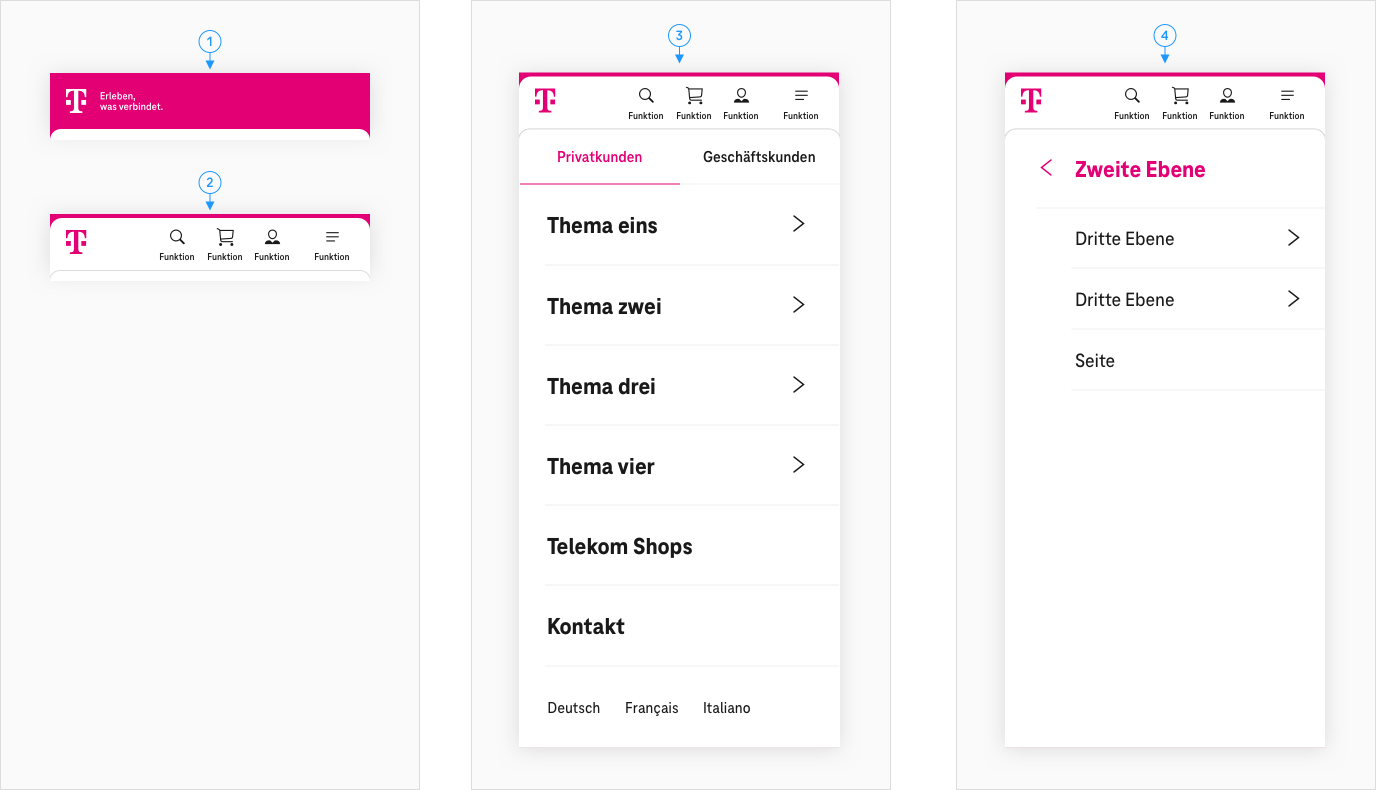 1
T
Erleben,
was verbindet.
2
T
Funktion Funktion Funktion Funktion
3
T
Funktion Funktion Funktion Funktion
Privatkunden Geschäftskunden
Thema eins
Thema zwei
Thema drei
Thema vier
Telekom Shops
Kontakt
Deutsch Français Italiano
4
T
Funktion Funktion Funktion Funktion
Zweite Ebene
Dritte Ebene
Dritte Ebene
Seite